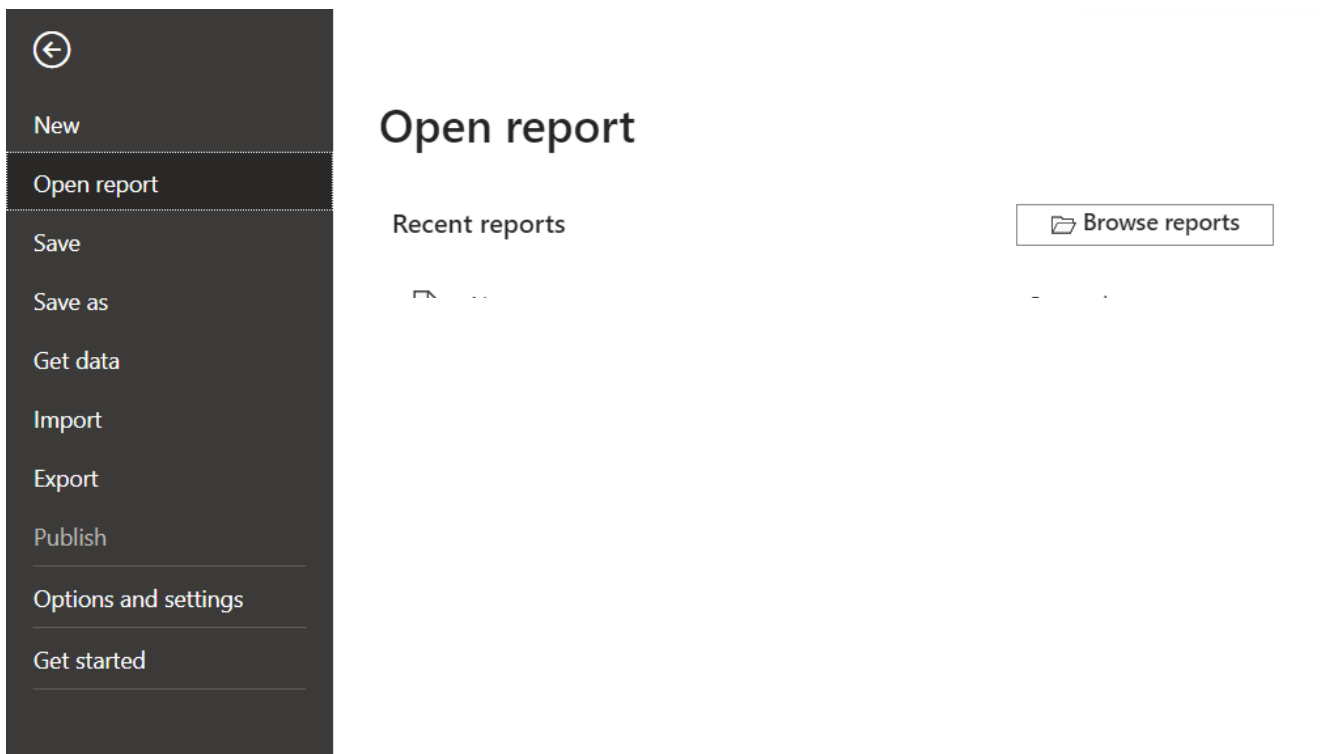 New
Open report
Save
Save as
Get data
Import
Export
Publish
Options and settings
Get started
Open report
Recent reports
Browse reports